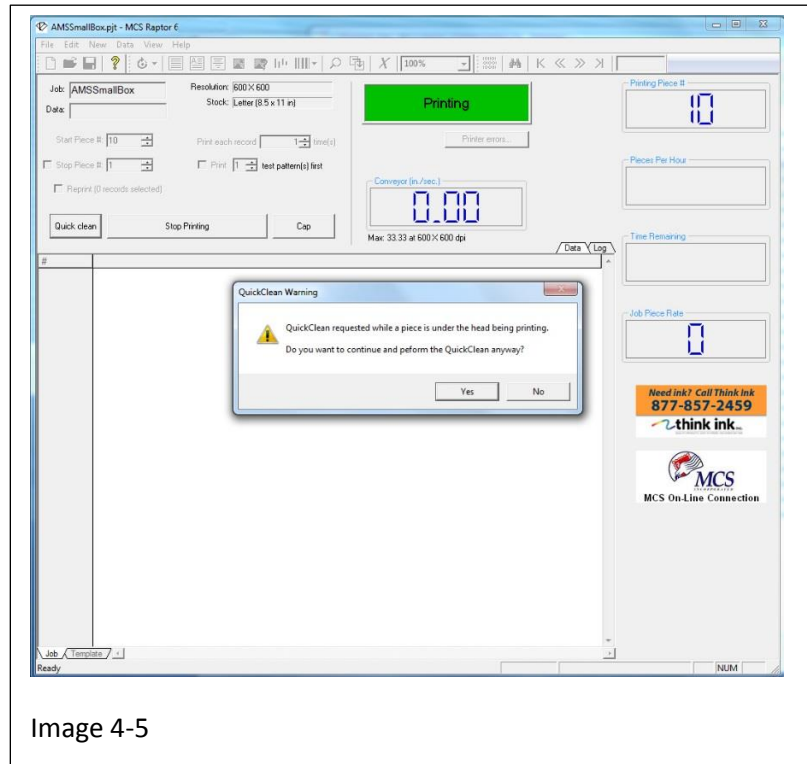 AMSSmallBox.pjt - MCS Raptor 6
File Edit New Data View Help
100%
Job: AMSSmallBox
Data:
Resolution: 600 X 600
Stock: Letter (8.5 x 11 in)
Start Piece #: 10
Print each record 1 time(s)
Stop Piece #: 1
Print 1 test pattern(s) first
Reprint (0 records selected)
Quick clean
Stop Printing
Cap
Printing
Printer errors...
Conveyor (in./sec.)
0.00
Max: 33.33 at 600 X 600 dpi
Data
Log
Printing Piece #
10
Pieces Per Hour
Time Remaining
Job Piece Rate
0
#
QuickClean Warning
QuickClean requested while a piece is under the head being printing.
Do you want to continue and peform the QuickClean anyway?
Yes
No
Need ink? Call Think Ink
877-857-2459
think ink
MCS
MCS On-Line Connection
Job
Template
Ready
NUM
Image 4-5